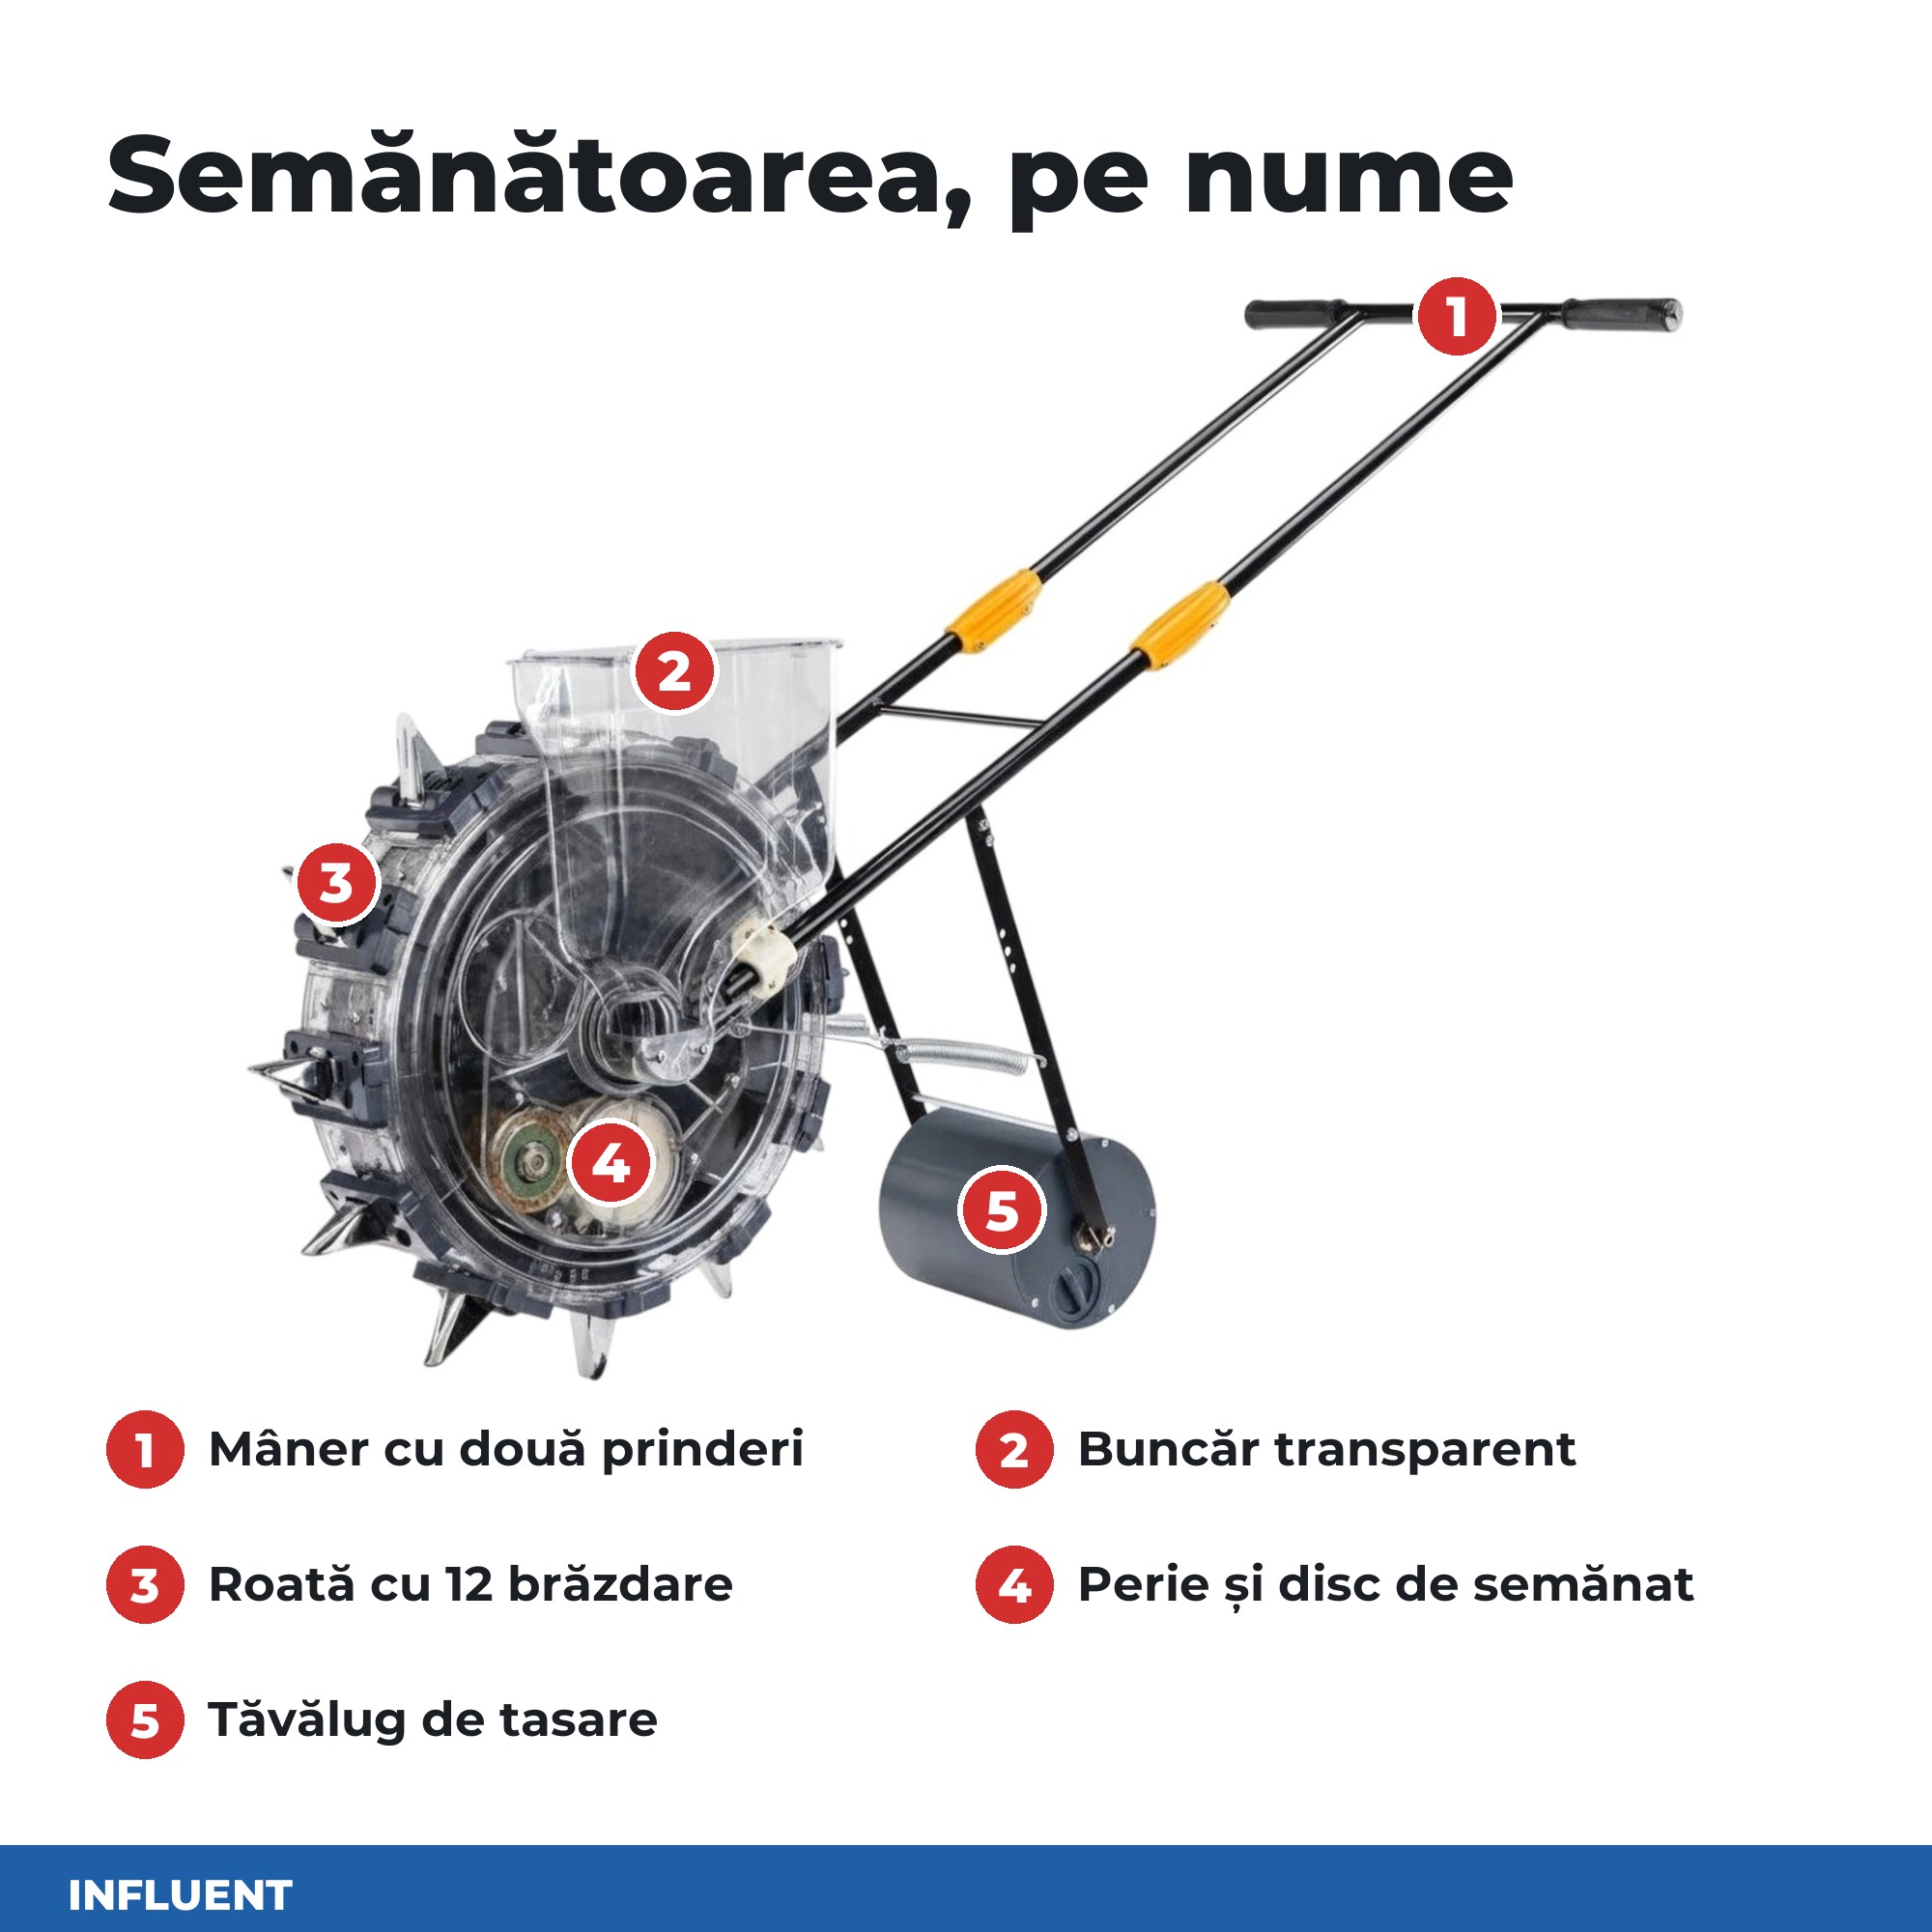 Semănătoarea, pe nume
1
2
3
4
5
1 Mâner cu două prinderi
2 Buncăr transparent
3 Roată cu 12 brăzdare
4 Perie și disc de semănat
5 Tăvălug de tasare
INFLUENT